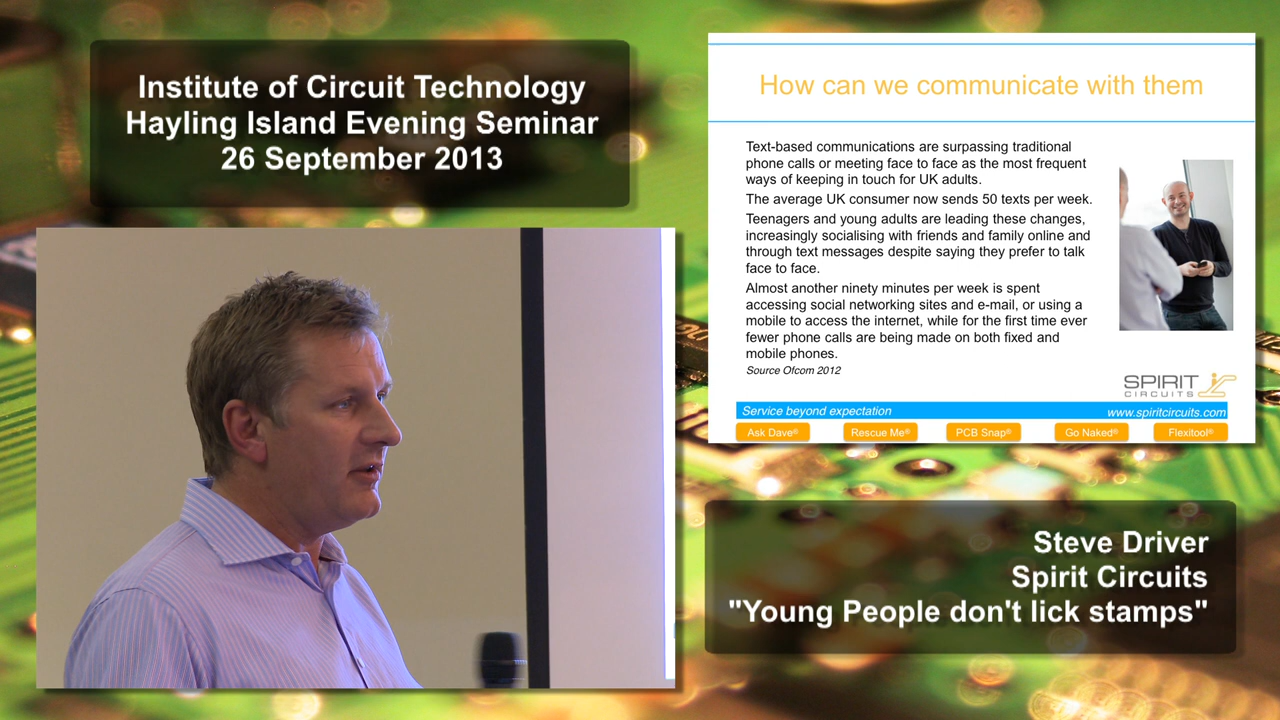 Institute of Circuit Technology
Hayling Island Evening Seminar
26 September 2013
How can we communicate with them
Text-based communications are surpassing traditional
phone calls or meeting face to face as the most frequent
ways of keeping in touch for UK adults.
The average UK consumer now sends 50 texts per week.
Teenagers and young adults are leading these changes,
increasingly socialising with friends and family online and
through text messages despite saying they prefer to talk
face to face.
Almost another ninety minutes per week is spent
accessing social networking sites and e-mail, or using a
mobile to access the internet, while for the first time ever
fewer phone calls are being made on both fixed and
mobile phones.
Source Ofcom 2012
SPIRIT
CIRCUITS
Service beyond expectation www.spiritcircuits.com
Ask Dave® Rescue Me® PCB Snap® Go Naked® Flexitool®
Steve Driver
Spirit Circuits
"Young People don't lick stamps"